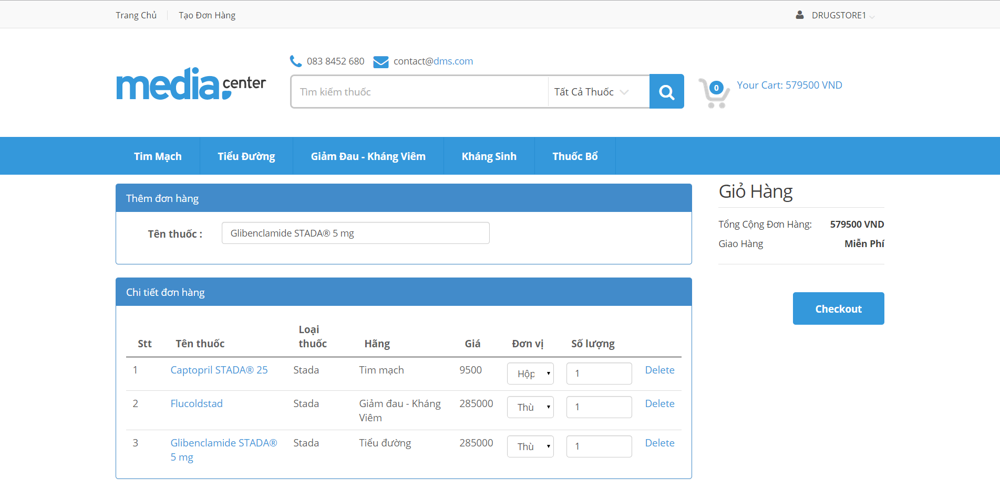 Trang Chủ Tạo Đơn Hàng DRUGSTORE1
083 8452 680 contact@dms.com
media center
Tìm kiếm thuốc Tất Cả Thuốc 0 Your Cart: 579500 VND
Tim Mạch Tiểu Đường Giảm Đau - Kháng Viêm Kháng Sinh Thuốc Bổ
Thêm đơn hàng
Tên thuốc : Glibenclamide STADA® 5 mg
Giỏ Hàng
Tổng Cộng Đơn Hàng: 579500 VND
Giao Hàng Miễn Phí
Checkout
Chi tiết đơn hàng
Stt Tên thuốc Loại thuốc Hãng Giá Đơn vị Số lượng
1 Captopril STADA® 25 Stada Tim mạch 9500 Hộp 1 Delete
2 Flucoldstad Stada Giảm đau - Kháng Viêm 285000 Thù 1 Delete
3 Glibenclamide STADA® 5 mg Stada Tiểu đường 285000 Thù 1 Delete